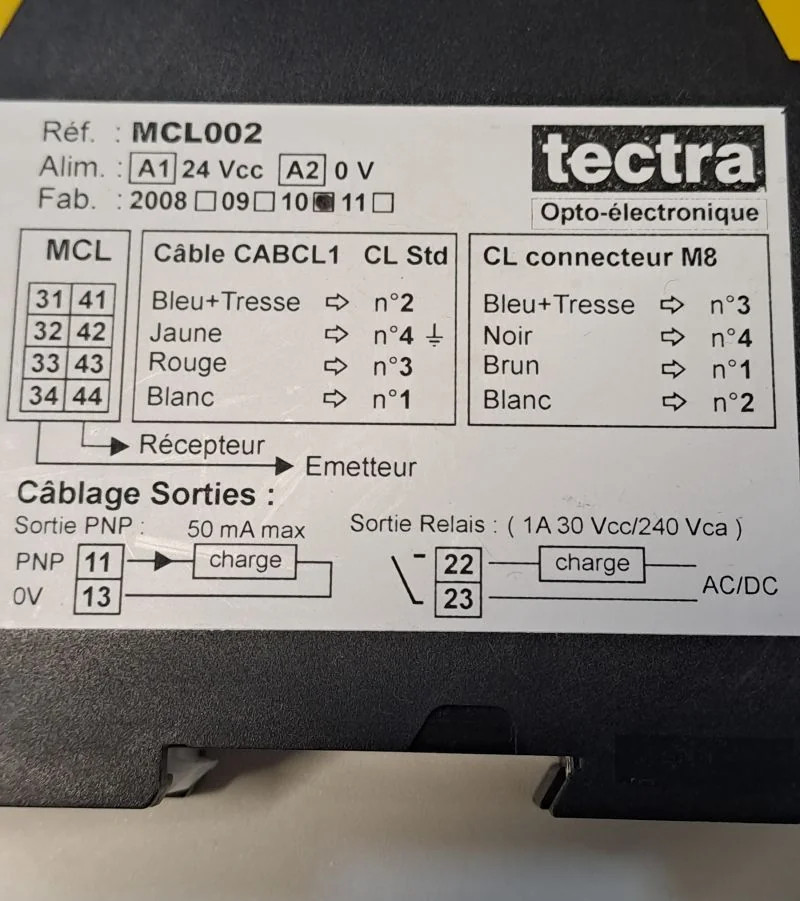 Réf. : MCL002
Alim. : A1 24 Vcc A2 0 V
Fab. : 2008 09 10 11
tectra
Opto-électronique
MCL
31 41
32 42
33 43
34 44
Câble CABCL1 CL Std
Bleu+Tresse ⇨ n°2
Jaune ⇨ n°4 ⏚
Rouge ⇨ n°3
Blanc ⇨ n°1
CL connecteur M8
Bleu+Tresse ⇨ n°3
Noir ⇨ n°4
Brun ⇨ n°1
Blanc ⇨ n°2
Récepteur
Emetteur
Câblage Sorties :
Sortie PNP : 50 mA max
PNP 11 charge
0V 13
Sortie Relais : ( 1A 30 Vcc/240 Vca )
22 charge
23
AC/DC